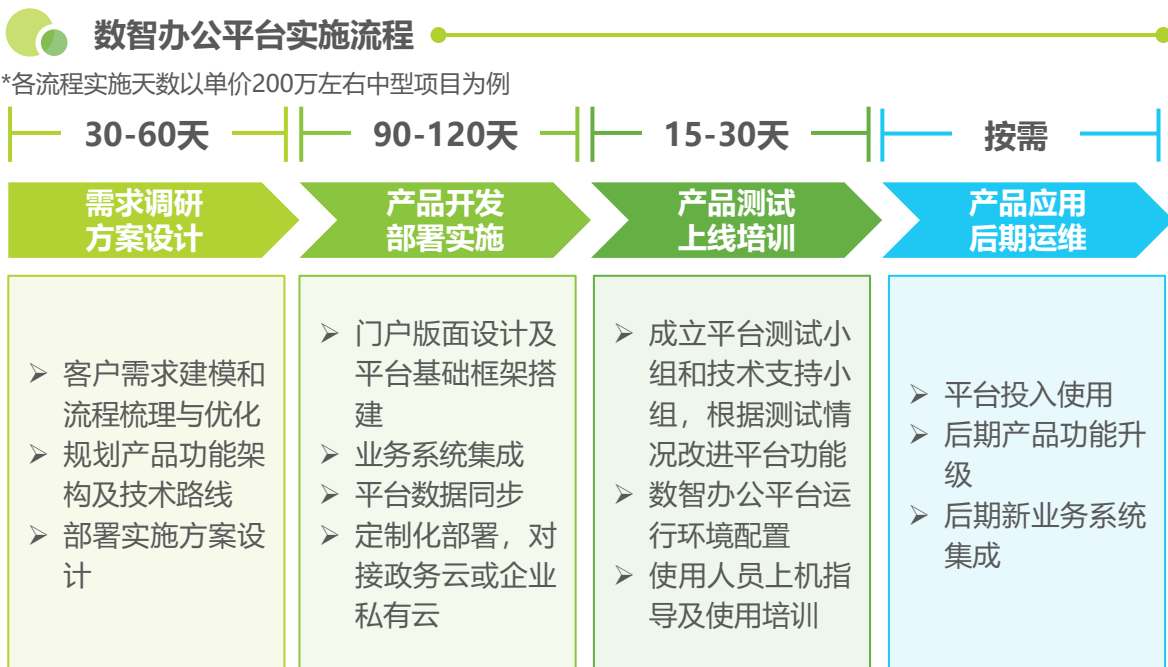 数智办公平台实施流程
*各流程实施天数以单价200万左右中型项目为例
30-60天
90-120天
15-30天
按需
需求调研
方案设计
产品开发
部署实施
产品测试
上线培训
产品应用
后期运维
➢ 客户需求建模和
流程梳理与优化
➢ 规划产品功能架
构及技术路线
➢ 部署实施方案设
计
➢ 门户版面设计及
平台基础框架搭
建
➢ 业务系统集成
➢ 平台数据同步
➢ 定制化部署，对
接政务云或企业
私有云
➢ 成立平台测试小
组和技术支持小
组，根据测试情
况改进平台功能
➢ 数智办公平台运
行环境配置
➢ 使用人员上机指
导及使用培训
➢ 平台投入使用
➢ 后期产品功能升
级
➢ 后期新业务系统
集成